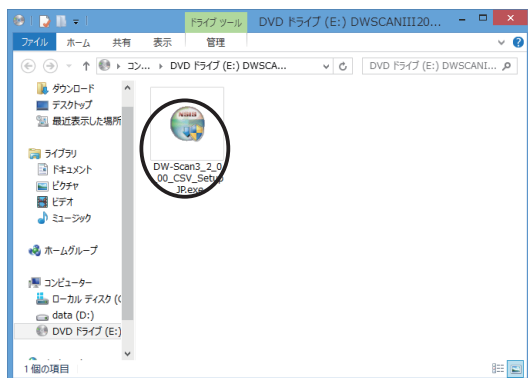 ドライブ ツール
DVD ドライブ (E:) DWSCANIII20...
ファイル
ホーム
共有
表示
管理
コン...
DVD ドライブ (E:) DWSCA...
DVD ドライブ (E:) DWSCANI...
ダウンロード
デスクトップ
最近表示した場所
ライブラリ
ドキュメント
ピクチャ
ビデオ
ミュージック
ホームグループ
コンピューター
ローカル ディスク (C
data (D:)
DVD ドライブ (E:)
DW-Scan3_2_0
00_CSV_Setup
JP.exe
1 個の項目